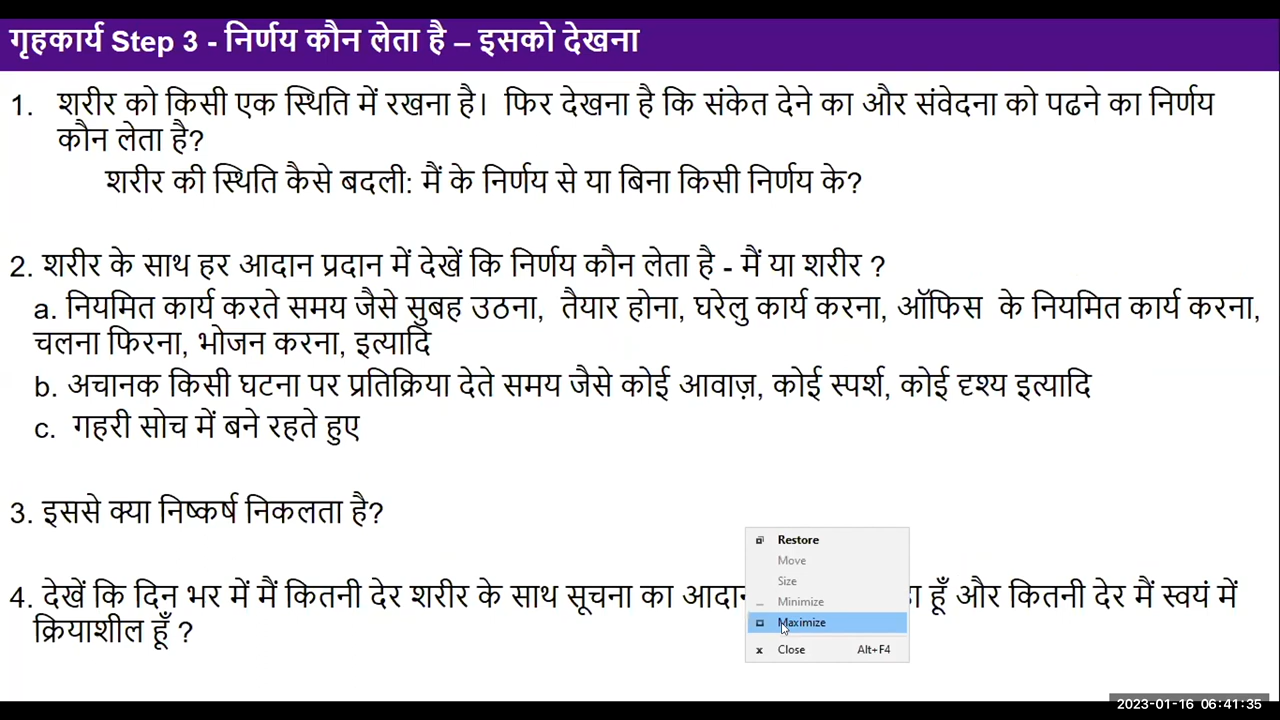 गृहकार्य Step 3 - निर्णय कौन लेता है – इसको देखना
1. शरीर को किसी एक स्थिति में रखना है। फिर देखना है कि संकेत देने का और संवेदना को पढने का निर्णय
कौन लेता है?
शरीर की स्थिति कैसे बदली: मैं के निर्णय से या बिना किसी निर्णय के?
2. शरीर के साथ हर आदान प्रदान में देखें कि निर्णय कौन लेता है - मैं या शरीर ?
a. नियमित कार्य करते समय जैसे सुबह उठना, तैयार होना, घरेलु कार्य करना, ऑफिस के नियमित कार्य करना,
चलना फिरना, भोजन करना, इत्यादि
b. अचानक किसी घटना पर प्रतिक्रिया देते समय जैसे कोई आवाज़, कोई स्पर्श, कोई दृश्य इत्यादि
c. गहरी सोच में बने रहते हुए
3. इससे क्या निष्कर्ष निकलता है?
4. देखें कि दिन भर में मैं कितनी देर शरीर के साथ सूचना का हूँ और कितनी देर मैं स्वयं में
क्रियाशील हूँ ?
Restore
Move
Size
Minimize
Maximize
Close Alt+F4
2023-01-16 06:41:35